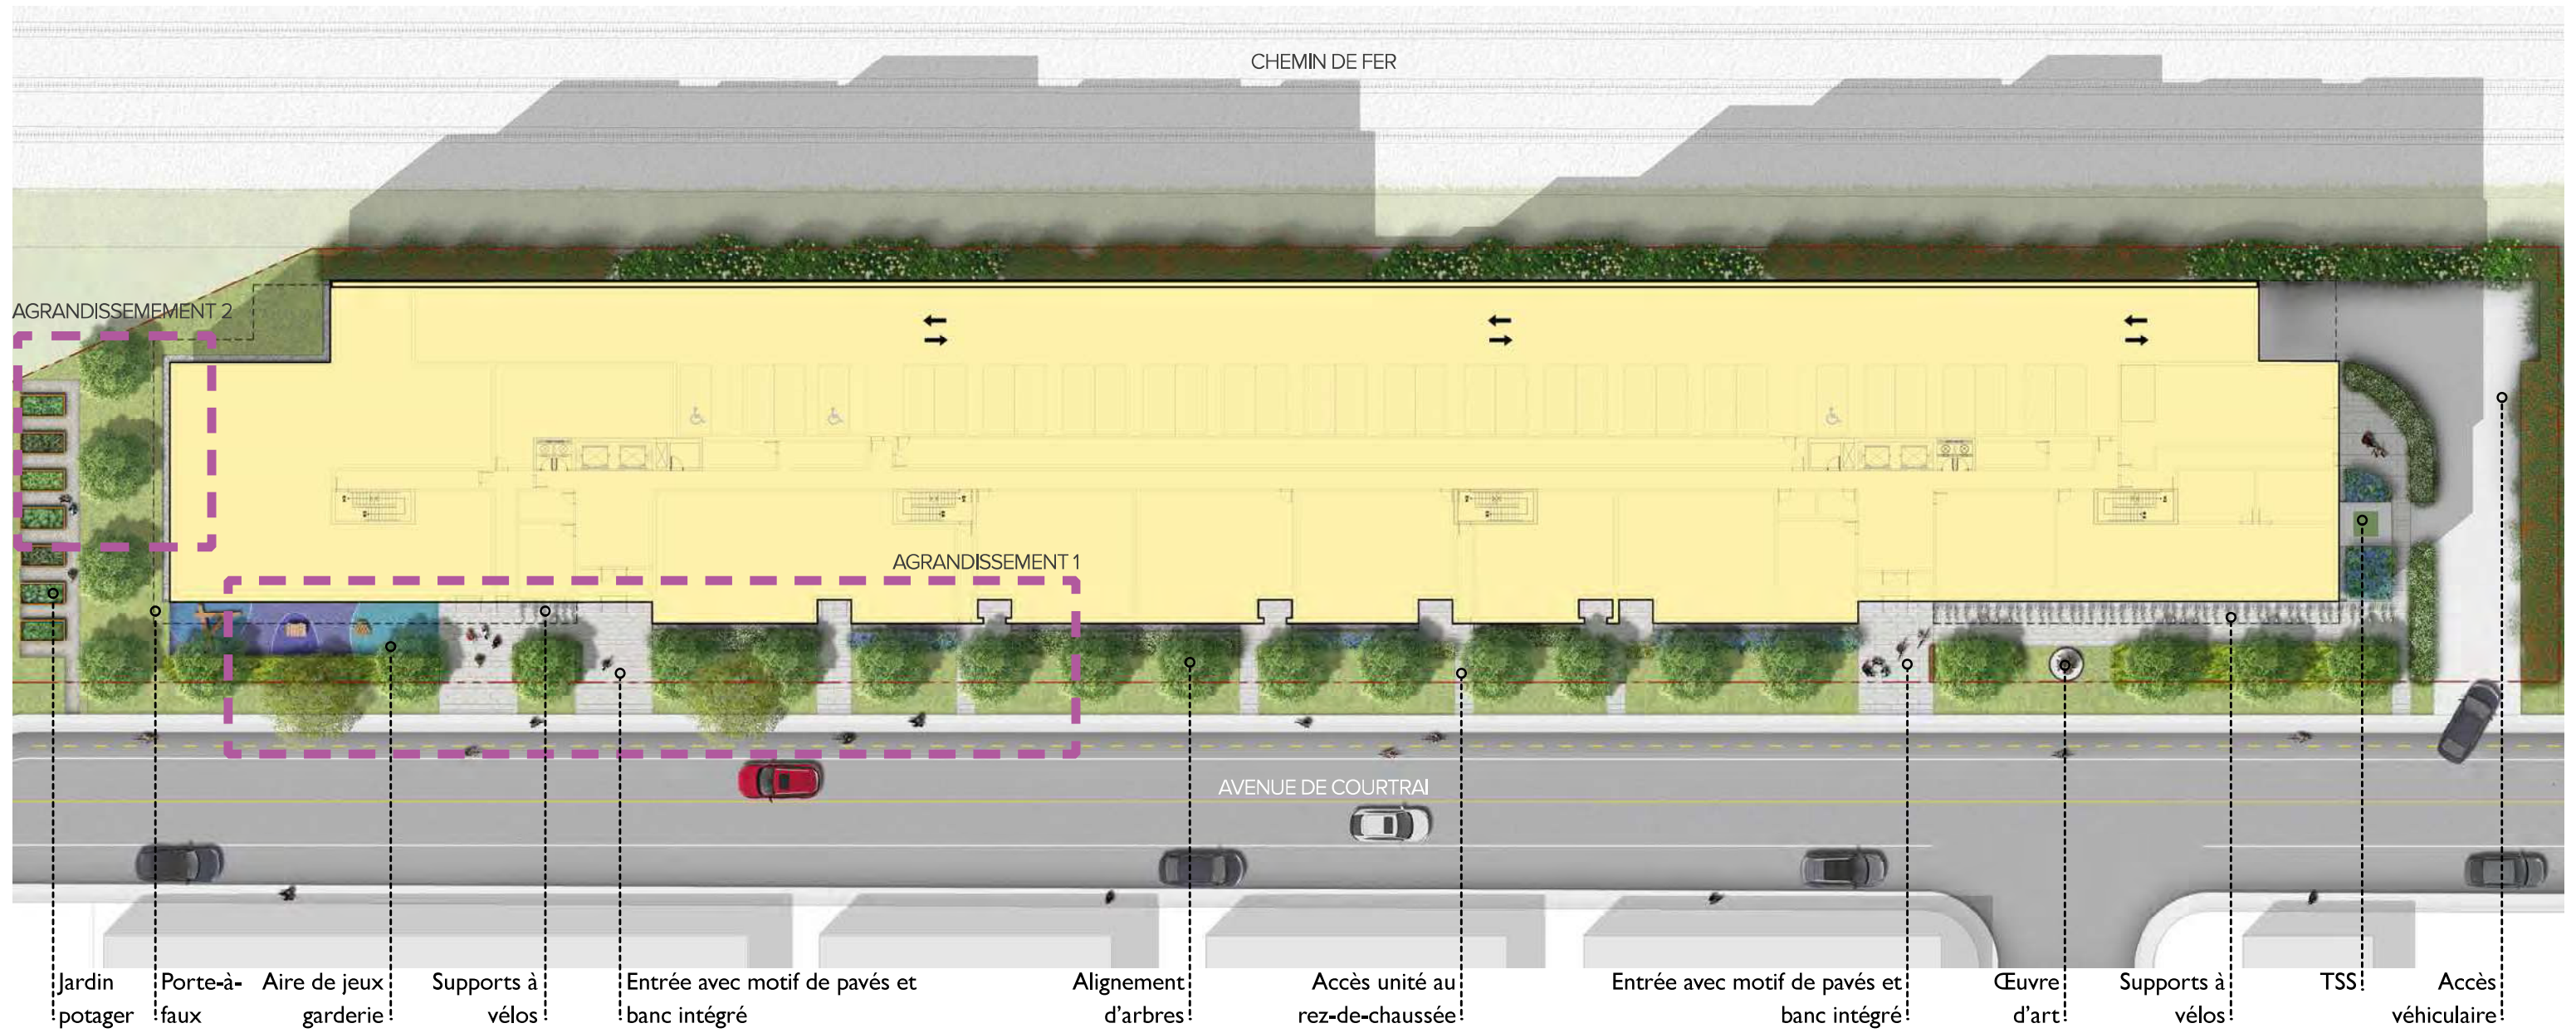 CHEMIN DE FER
AGRANDISSEMEMENT 2
AGRANDISSEMENT 1
AVENUE DE COURTRAI
Jardin
potager
Porte-à-
faux
Aire de jeux
garderie
Supports à
vélos
Entrée avec motif de pavés et
banc intégré
Alignement
d'arbres
Accès unité au
rez-de-chaussée
Entrée avec motif de pavés et
banc intégré
Œuvre
d'art
Supports à
vélos
TSS
Accès
véhiculaire